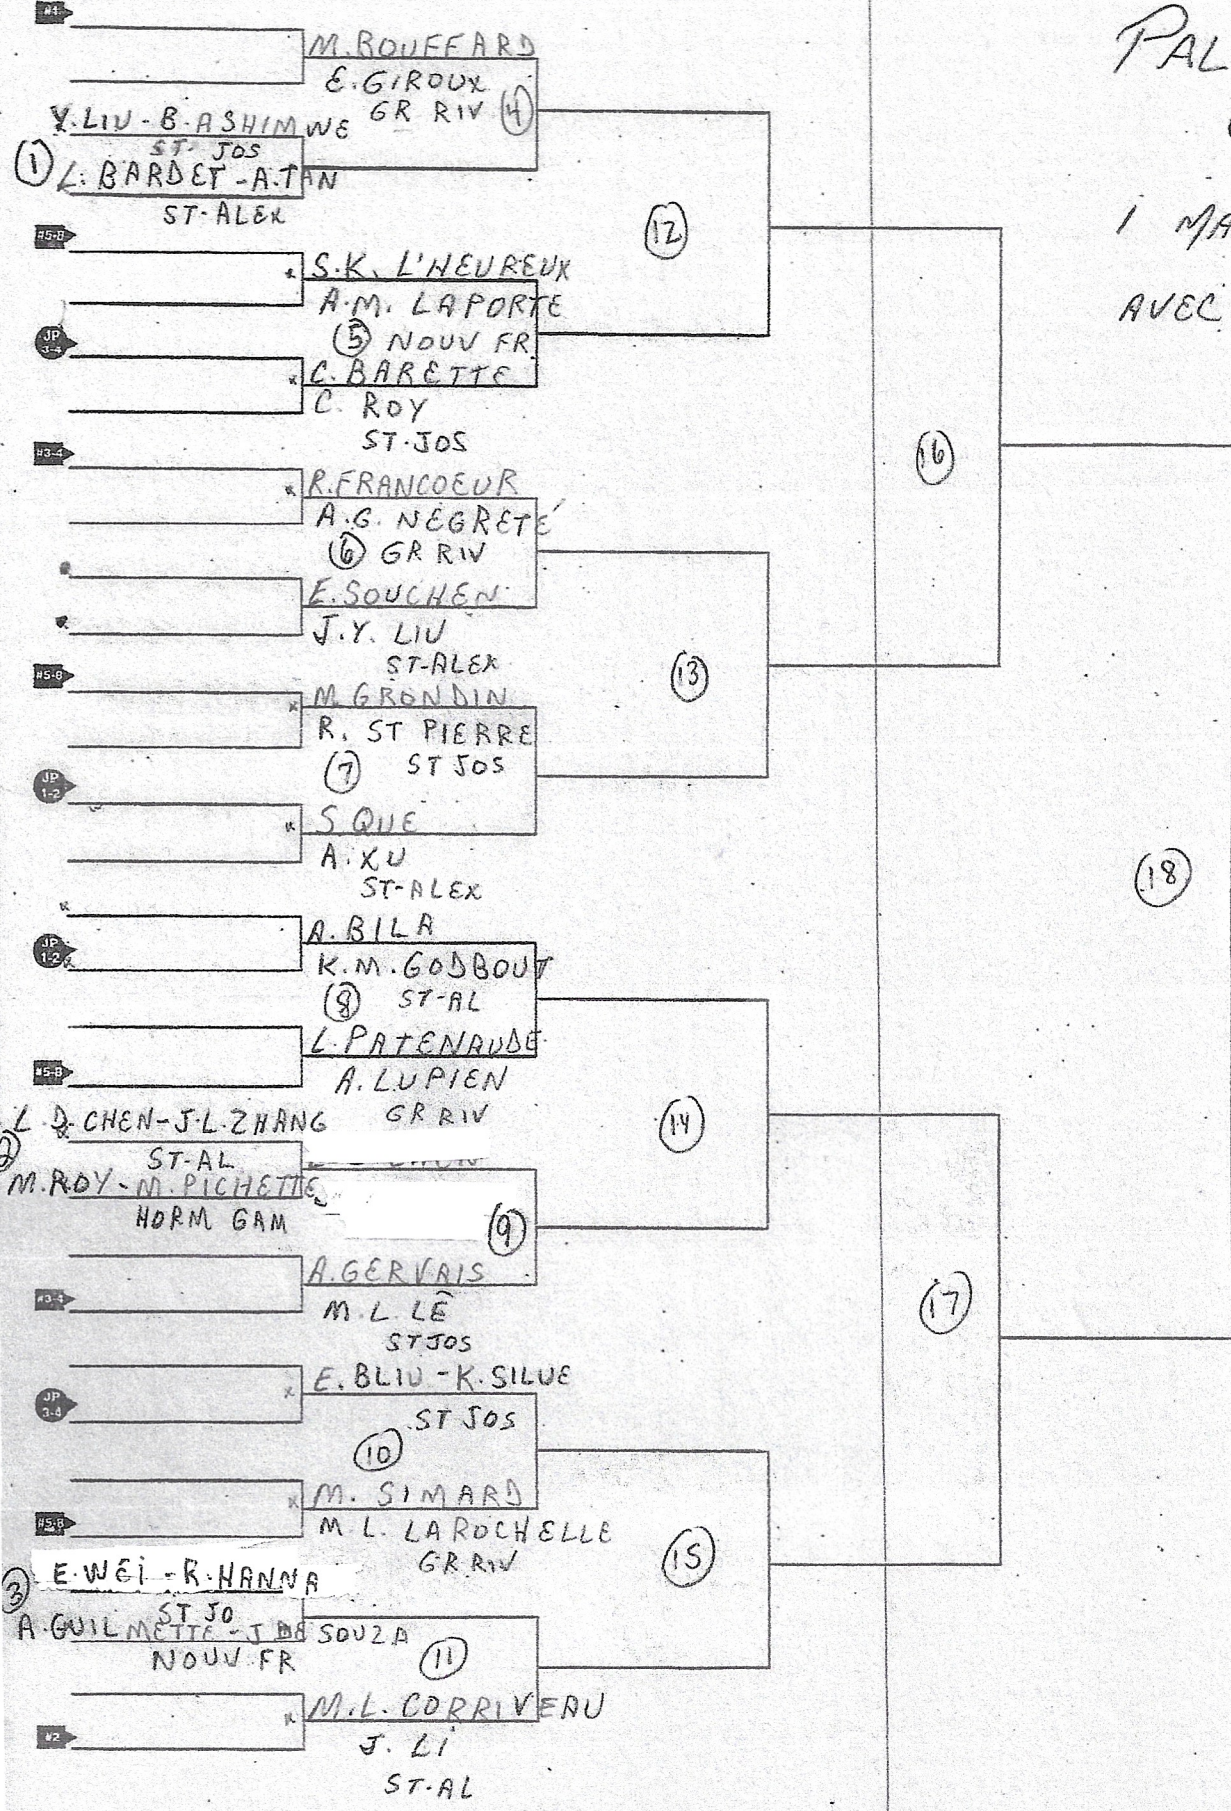 #1
M. BOUFFARD
E. GIROUX
GR RIV 4
Y. LIU - B. ASHIMWE
ST-JOS
1 L. BARDET - A. TAN
ST-ALEX
#5-8
S.K. L'HEUREUX
A.M. LAPORTE
5 NOUV FR
JP 3-4
C. BARETTE
C. ROY
ST-JOS
12
#3-4
R. FRANCOEUR
A.G. NEGRETÉ
6 GR RIV
E. SOUCHEN
J.Y. LIU
ST-ALEX
16
#5-8
M. GRONDIN
R. ST PIERRE
7 ST JOS
13
JP 1-2
S. QUE
A. XU
ST-ALEX
18
A. BILA
JP 1-2
K.M. GODBOUT
8 ST-AL
L. PATENAUDE
#5-8
A. LUPIEN
GR RIV
L.D. CHEN - J.L. ZHANG
14
2 ST-AL
M. ROY - M. PICHETTE
HORM GAM
9
A. GERVAIS
#3-4
M.L. LÊ
ST JOS
17
E. BLIU - K. SILUE
JP 3-4
ST JOS
10
M. SIMARD
#5-8
M.L. LAROCHELLE
GR RIV
15
3 E. WEI - R. HANNA
ST JO
A. GUILMETTE - J DE SOUZA
NOUV FR
11
M.L. CORRIVEAU
#2
J. LI
ST-AL
PAL
1 MA
AVEC